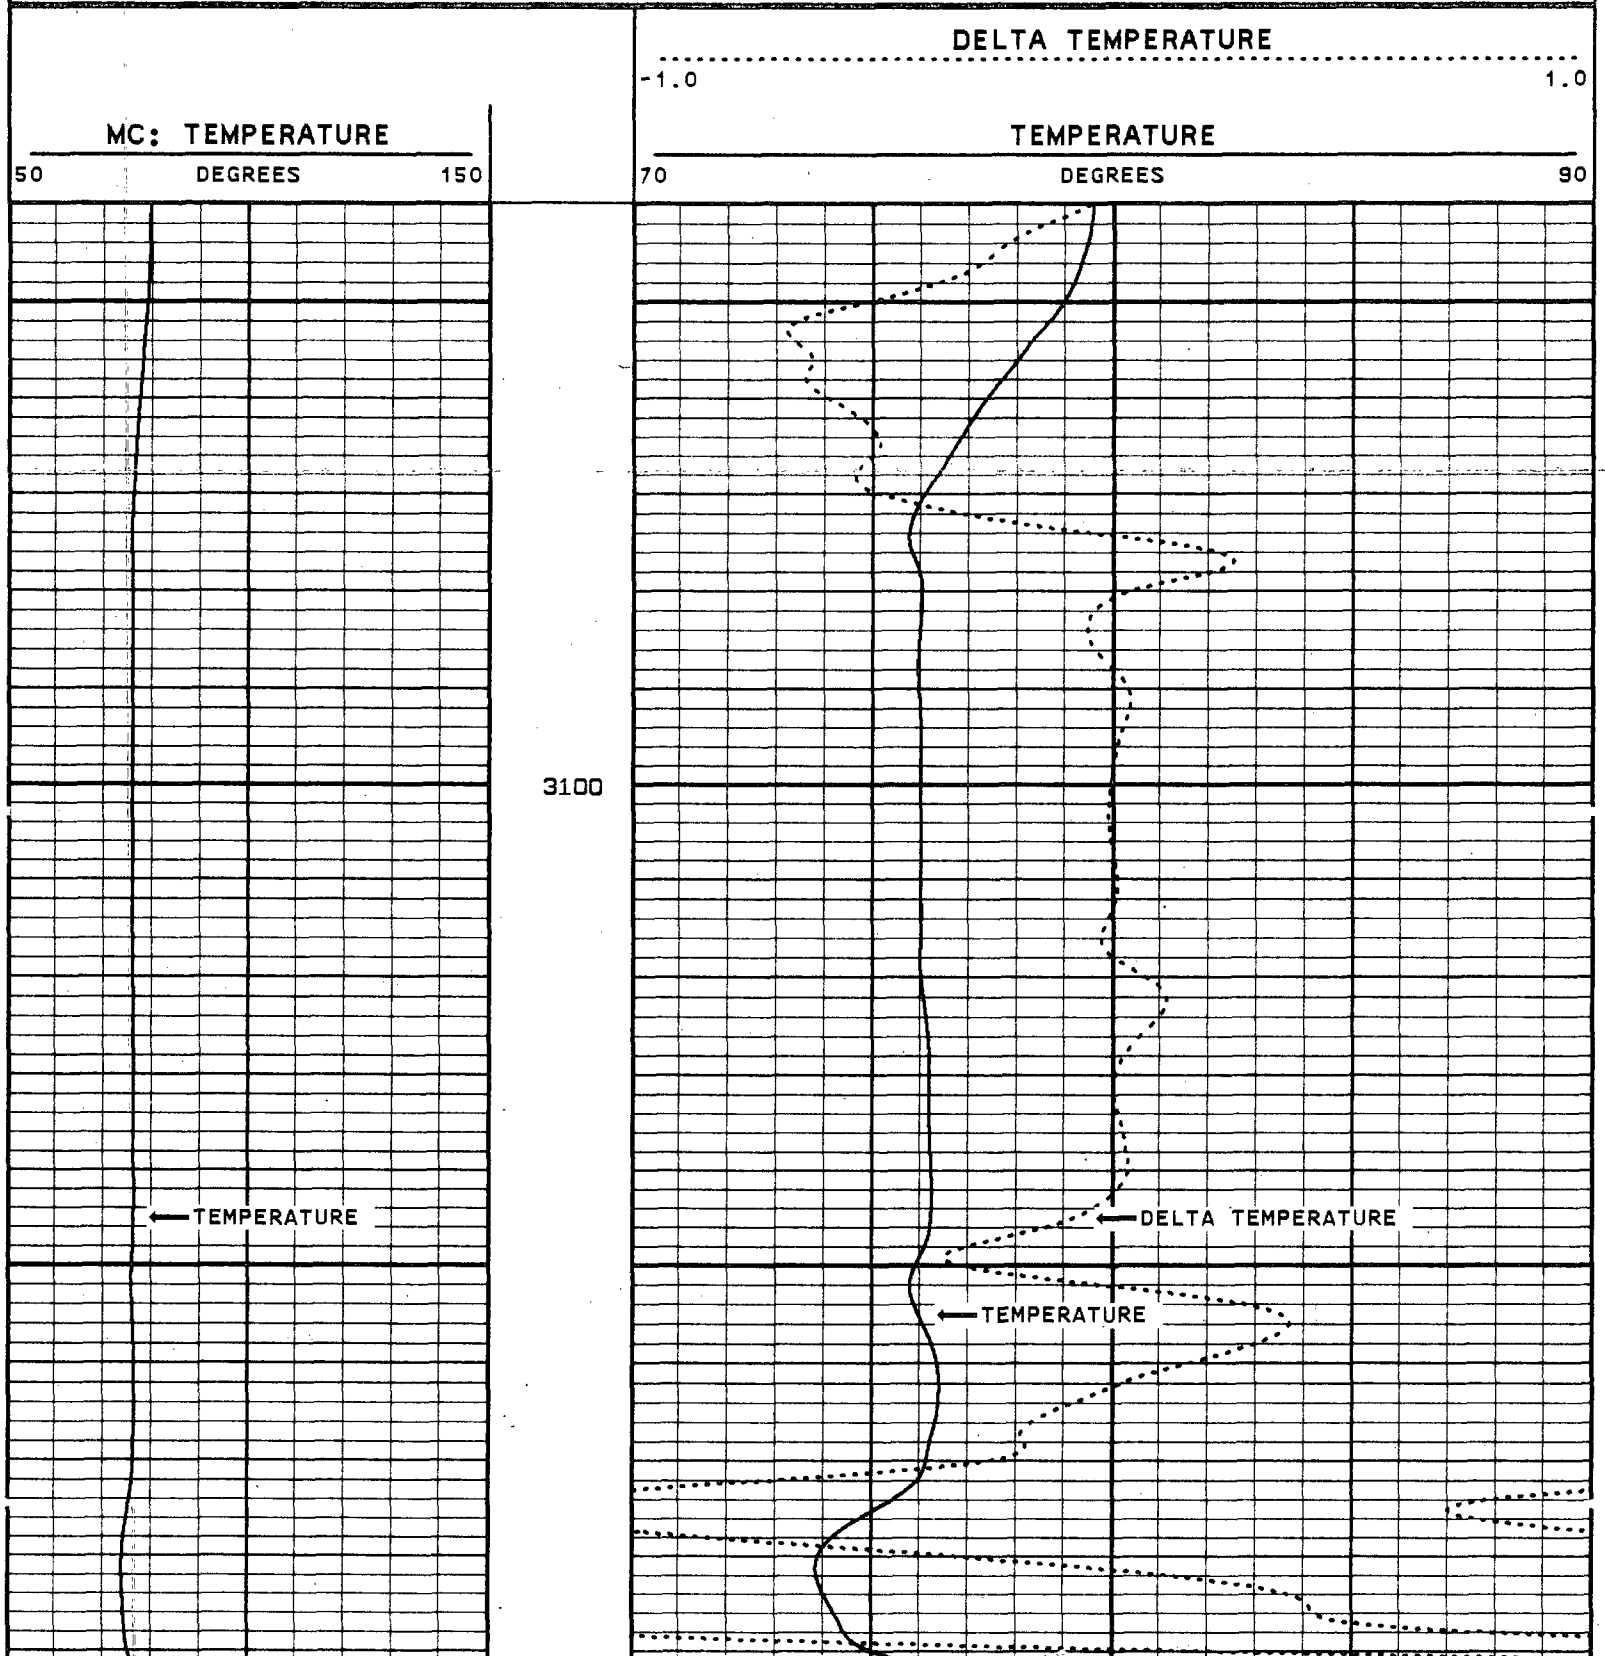 DELTA TEMPERATURE
-1.0 1.0
MC: TEMPERATURE TEMPERATURE
50 DEGREES 150 70 DEGREES 90
3100
TEMPERATURE DELTA TEMPERATURE
TEMPERATURE